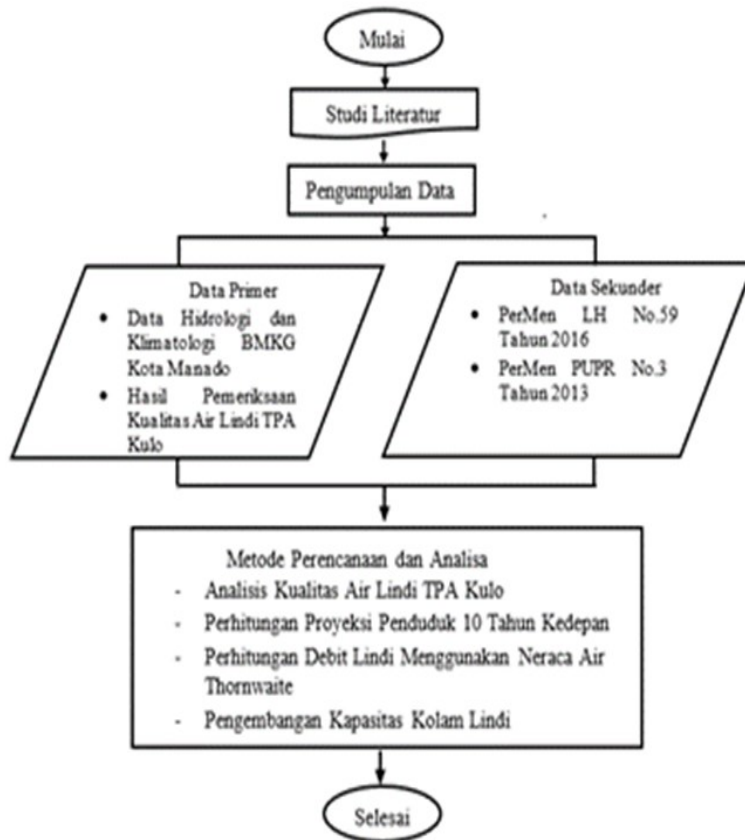 Mulai
Studi Literatur
Pengumpulan Data
Data Primer
• Data Hidrologi dan
Klimatologi BMKG
Kota Manado
• Hasil Pemeriksaan
Kualitas Air Lindi TPA
Kulo
Data Sekunder
• PerMen LH No.59
Tahun 2016
• PerMen PUPR No.3
Tahun 2013
Metode Perencanaan dan Analisa
- Analisis Kualitas Air Lindi TPA Kulo
- Perhitungan Proyeksi Penduduk 10 Tahun Kedepan
- Perhitungan Debit Lindi Menggunakan Neraca Air
Thornwaite
- Pengembangan Kapasitas Kolam Lindi
Selesai